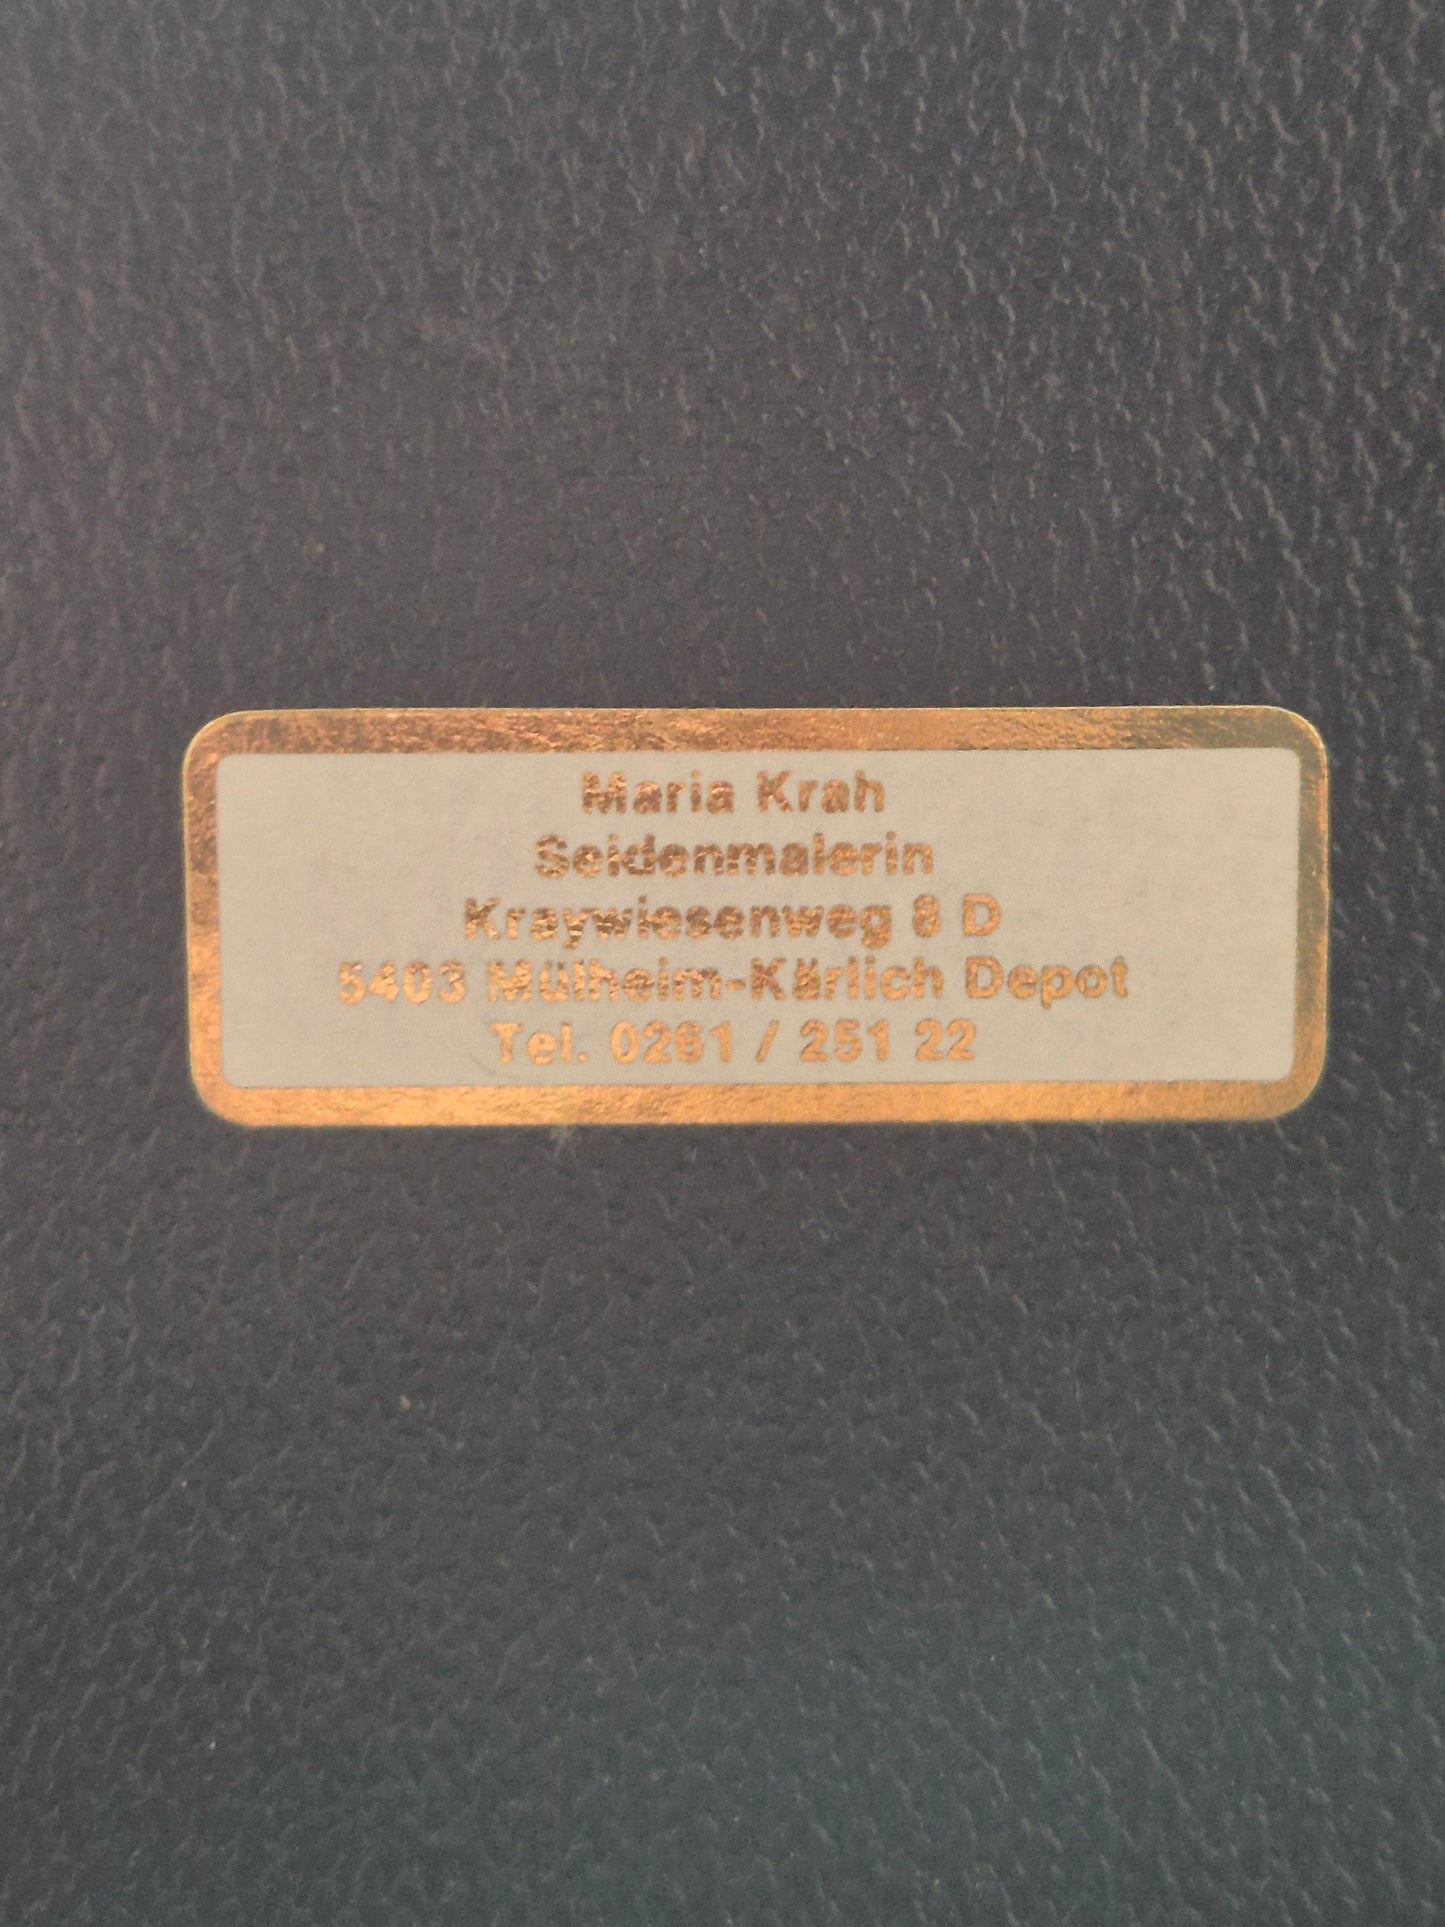 Maria Krah
Seidenmalerin
Kraywiesenweg 8 D
5403 Mülheim-Kärlich Depot
Tel. 0261 / 251 22